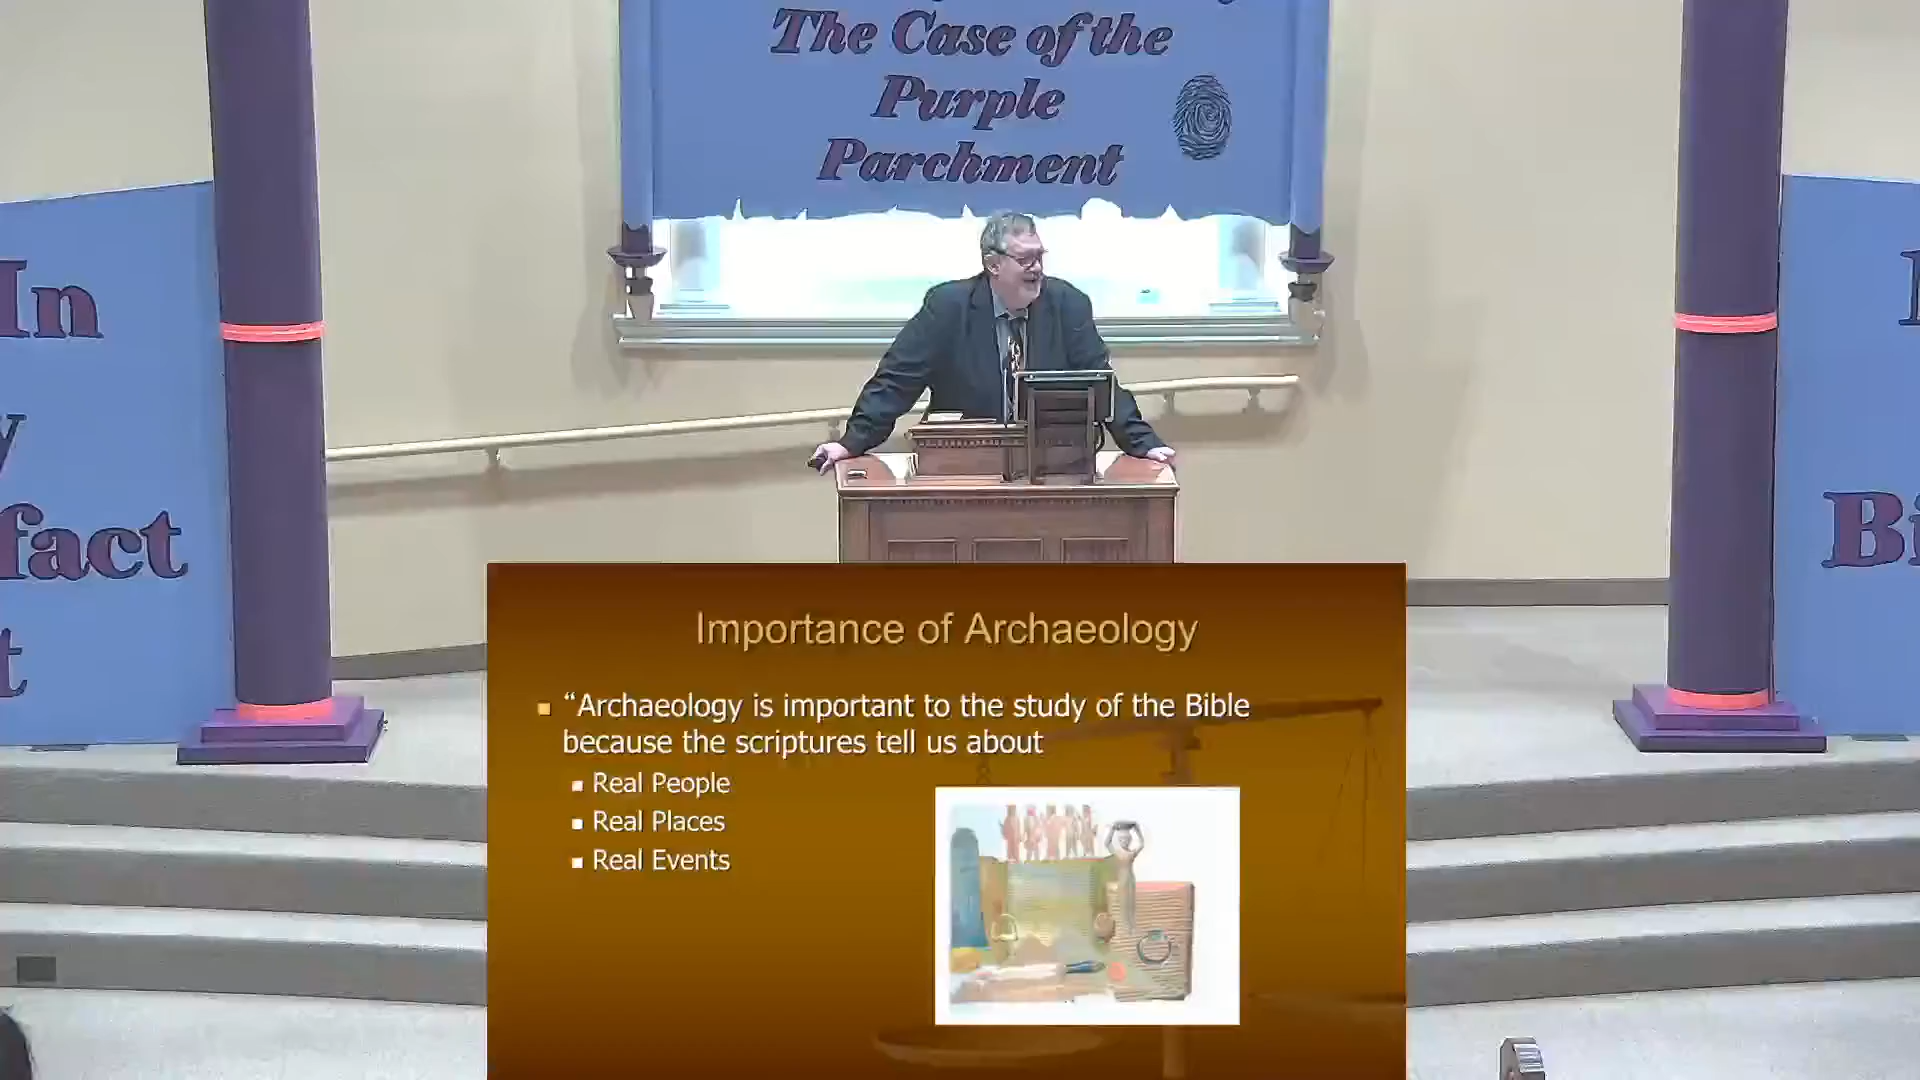 The Case of the
Purple
Parchment
In
y
fact
t
Bi
Importance of Archaeology
“Archaeology is important to the study of the Bible
because the scriptures tell us about
Real People
Real Places
Real Events